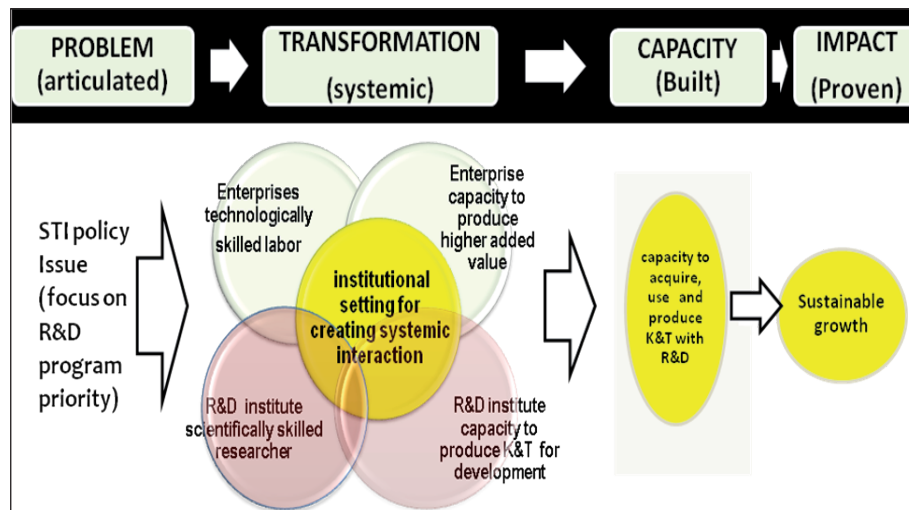 PROBLEM
(articulated)
TRANSFORMATION
(systemic)
CAPACITY
(Built)
IMPACT
(Proven)
STI policy
Issue
(focus on
R&D
program
priority)
Enterprises
technologically
skilled labor
Enterprise
capacity to
produce
higher added
value
institutional
setting for
creating systemic
interaction
R&D institute
scientifically skilled
researcher
R&D institute
capacity to
produce K&T for
development
capacity to
acquire,
use and
produce
K&T with
R&D
Sustainable
growth